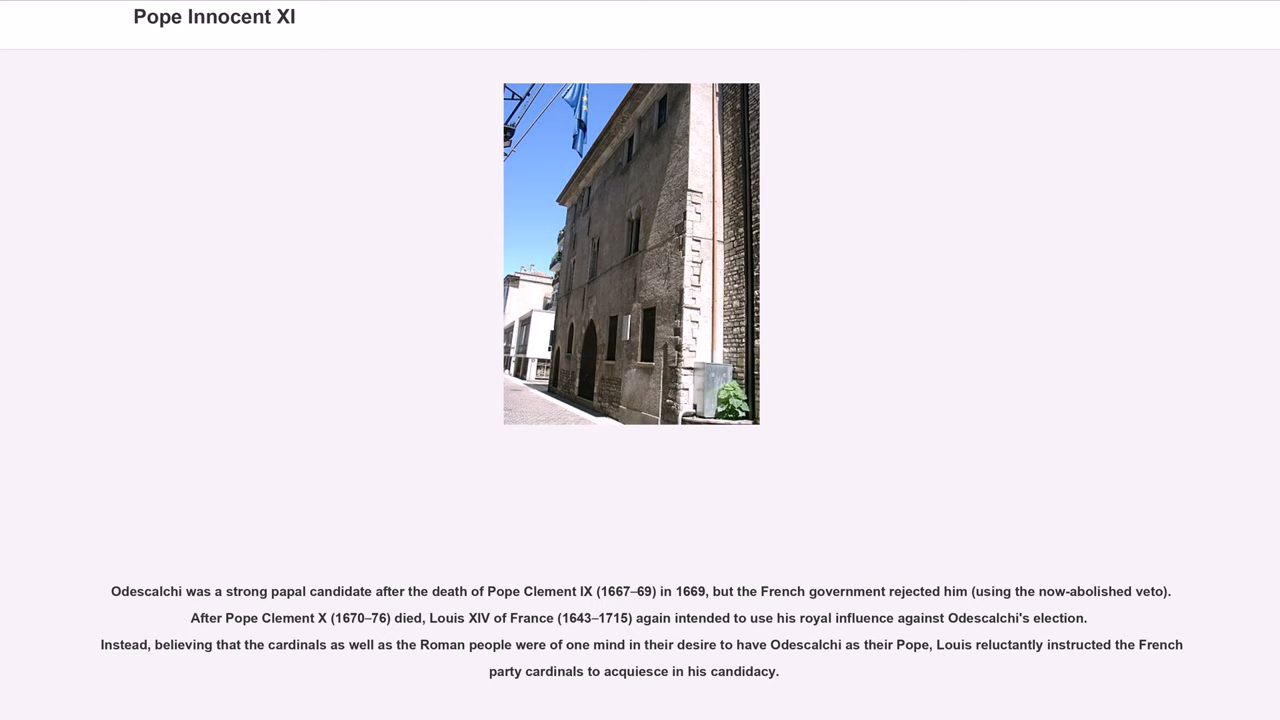 Pope Innocent XI
Odescalchi was a strong papal candidate after the death of Pope Clement IX (1667–69) in 1669, but the French government rejected him (using the now-abolished veto).
After Pope Clement X (1670–76) died, Louis XIV of France (1643–1715) again intended to use his royal influence against Odescalchi's election.
Instead, believing that the cardinals as well as the Roman people were of one mind in their desire to have Odescalchi as their Pope, Louis reluctantly instructed the French
party cardinals to acquiesce in his candidacy.